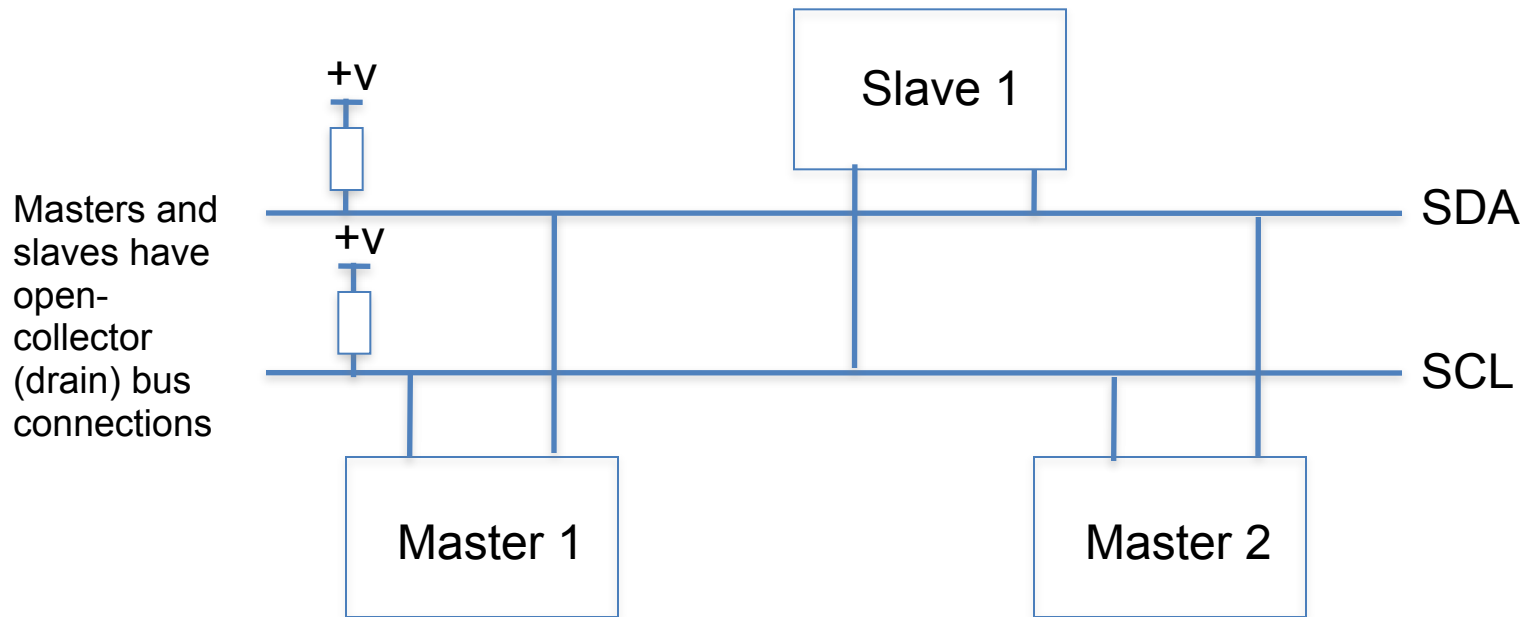 Slave 1
+v
Masters and
slaves have
open-
collector
(drain) bus
connections
SDA
+v
SCL
Master 1
Master 2